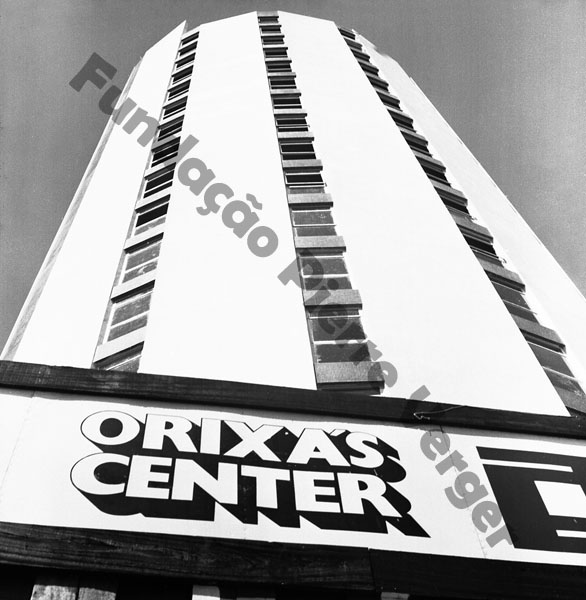 Fundação Pierre Verger
ORIXÁS
CENTER